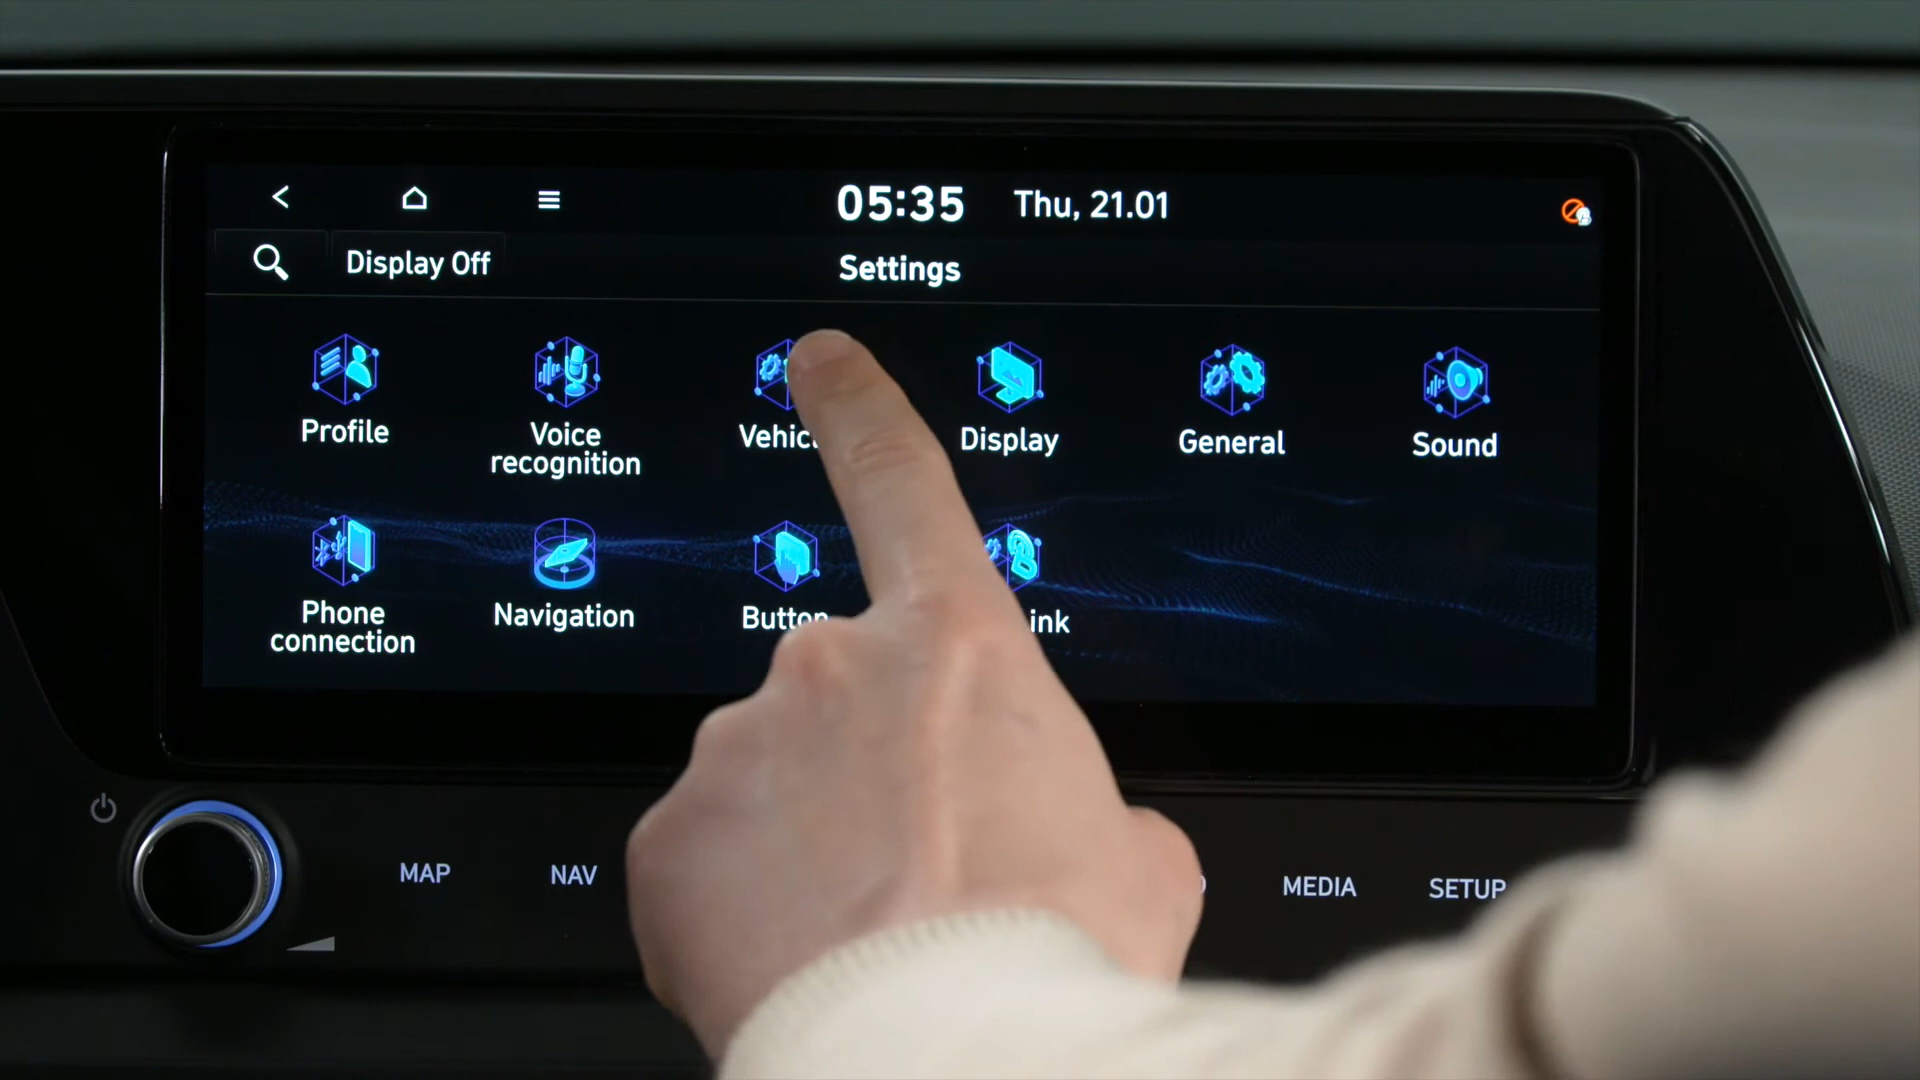 05:35 Thu, 21.01
Display Off
Settings
Profile
Voice
recognition
Display
General
Sound
Phone
connection
Navigation
Button
MAP
NAV
MEDIA
SETUP